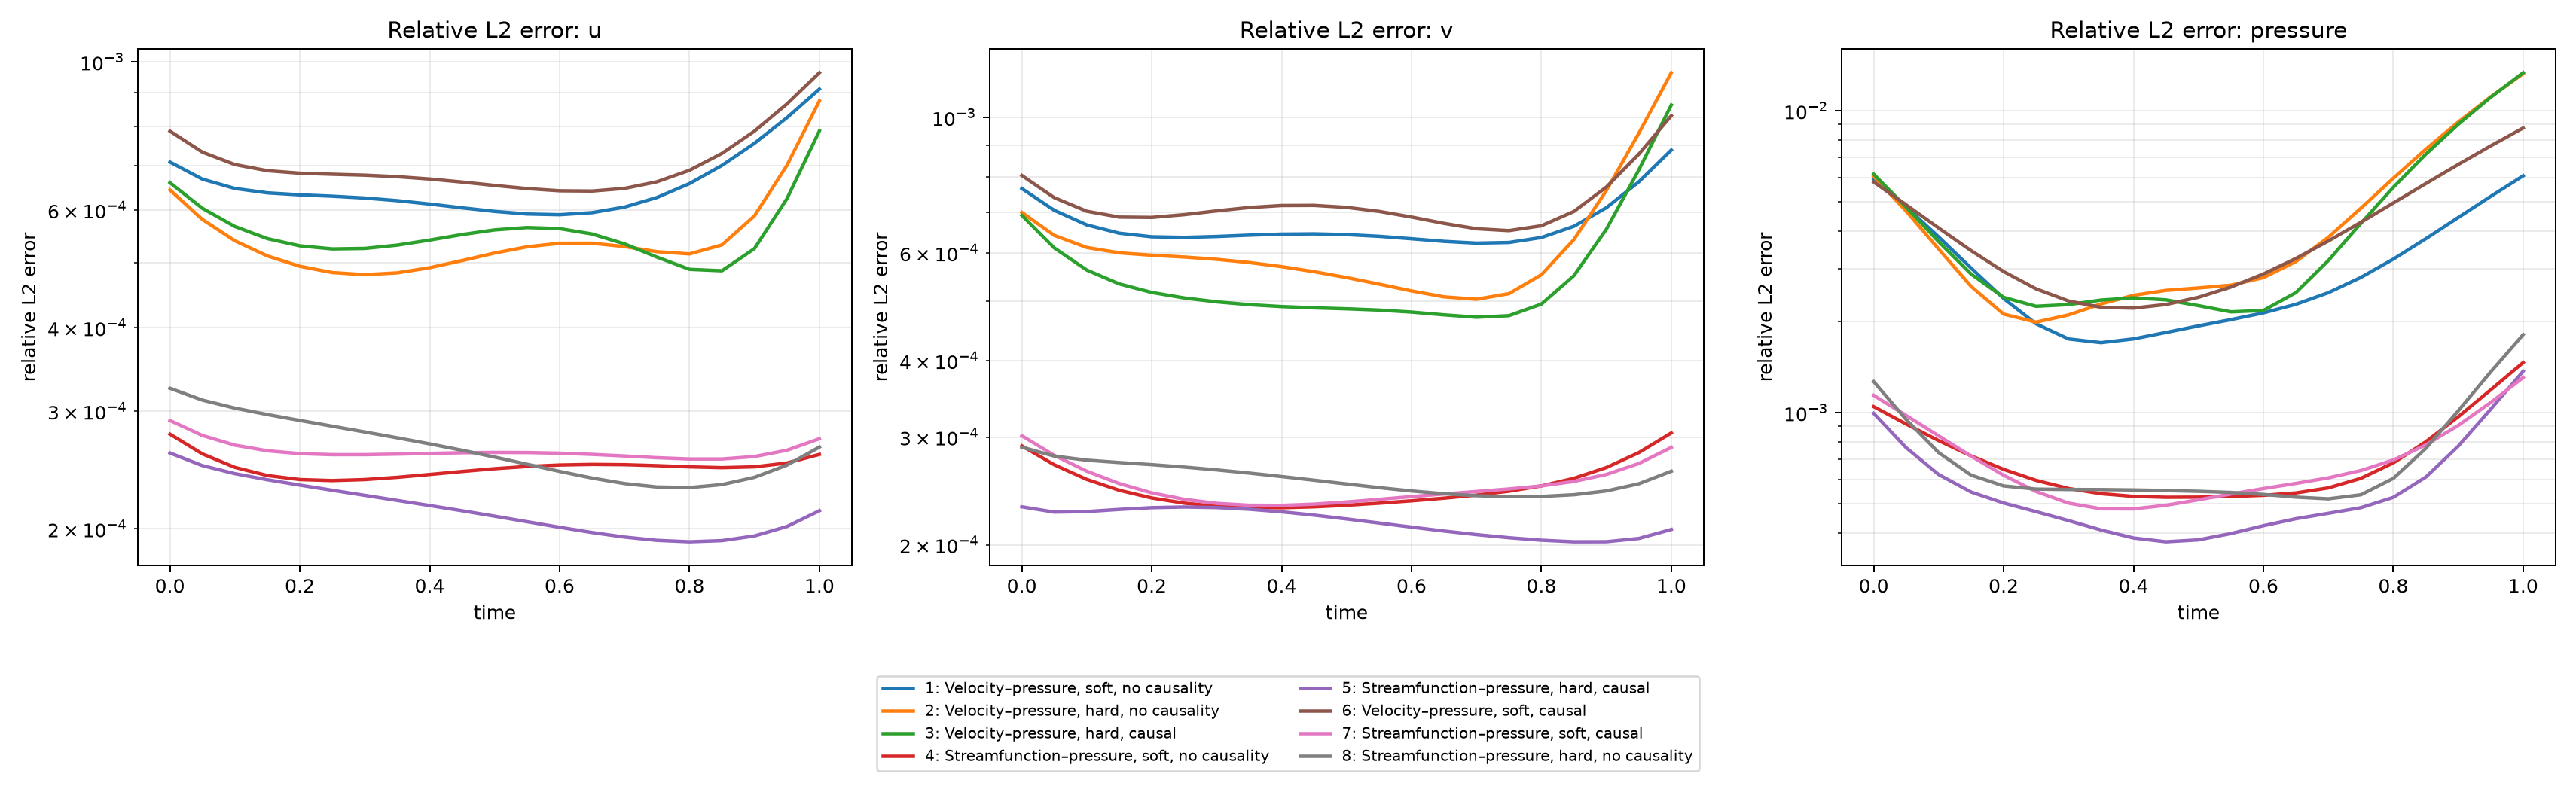 Relative L2 error: u
10⁻³
6 × 10⁻⁴
4 × 10⁻⁴
3 × 10⁻⁴
2 × 10⁻⁴
relative L2 error
0.0 0.2 0.4 0.6 0.8 1.0
time
Relative L2 error: v
10⁻³
6 × 10⁻⁴
4 × 10⁻⁴
3 × 10⁻⁴
2 × 10⁻⁴
relative L2 error
0.0 0.2 0.4 0.6 0.8 1.0
time
Relative L2 error: pressure
10⁻²
10⁻³
relative L2 error
0.0 0.2 0.4 0.6 0.8 1.0
time
1: Velocity–pressure, soft, no causality
2: Velocity–pressure, hard, no causality
3: Velocity–pressure, hard, causal
4: Streamfunction–pressure, soft, no causality
5: Streamfunction–pressure, hard, causal
6: Velocity–pressure, soft, causal
7: Streamfunction–pressure, soft, causal
8: Streamfunction–pressure, hard, no causality